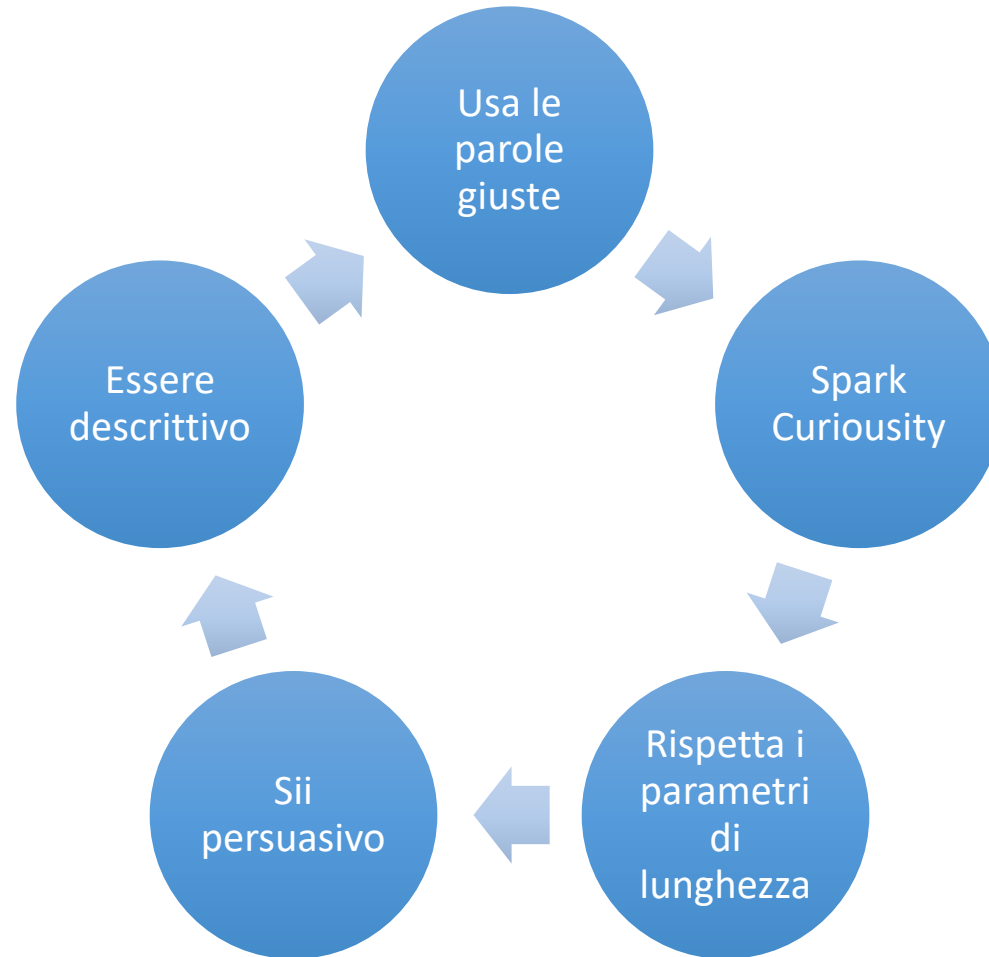 Usa le
parole
giuste
Spark
Curiousity
Rispetta i
parametri
di
lunghezza
Sii
persuasivo
Essere
descrittivo